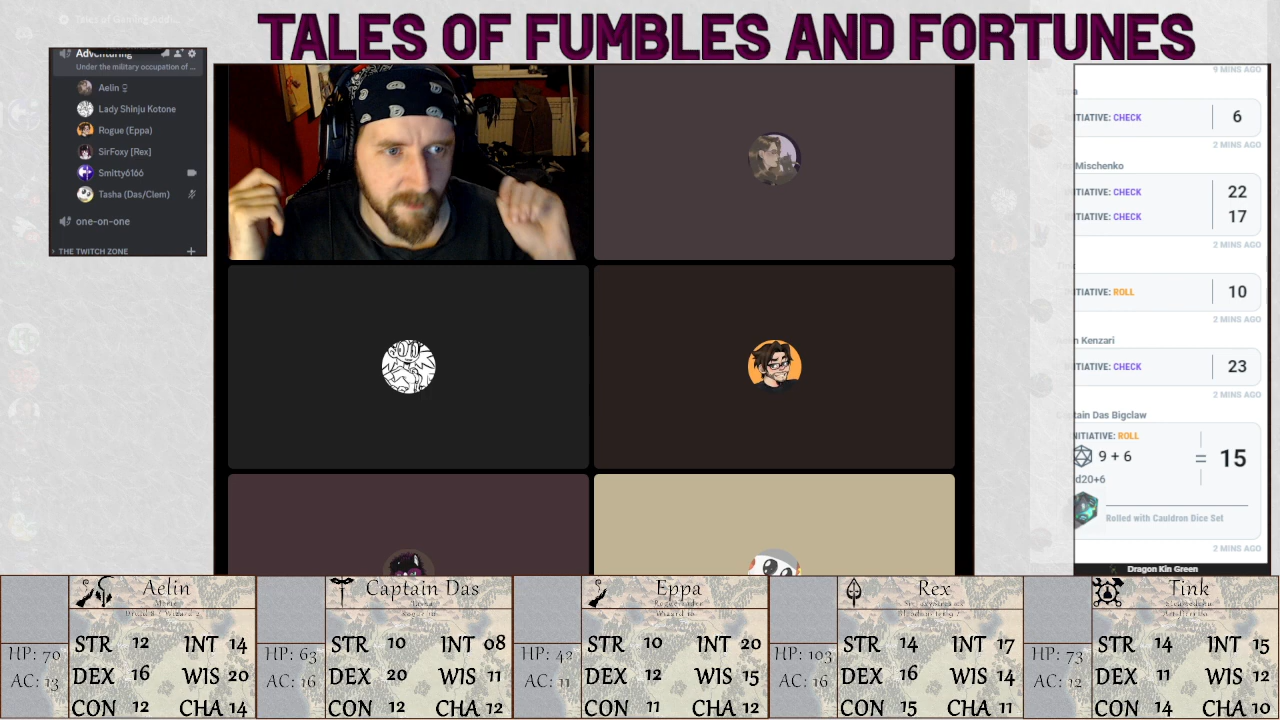 TALES OF FUMBLES AND FORTUNES
Adventuring
Under the military occupation of ...
Aelin
Lady Shinju Kotone
Rogue (Eppa)
SirFoxy [Rex]
Smitty6166
Tasha (Das/Clem)
one-on-one
THE TWITCH ZONE
9 MINS AGO
ITIATIVE: CHECK 6
2 MINS AGO
Mischenko
ITIATIVE: CHECK 22
ITIATIVE: CHECK 17
2 MINS AGO
NITIATIVE: ROLL 10
2 MINS AGO
n Kenzari
ITIATIVE: CHECK 23
2 MINS AGO
tain Das Bigclaw
NITIATIVE: ROLL
9 + 6 = 15
d20+6
Rolled with Cauldron Dice Set
2 MINS AGO
Dragon Kin Green
Aelin
HP: 70
AC: 13
STR 12 INT 14
DEX 16 WIS 20
CON 12 CHA 14
Captain Das
HP: 63
AC: 16
STR 10 INT 08
DEX 20 WIS 11
CON 12 CHA 12
Eppa
HP: 42
AC: 11
STR 10 INT 20
DEX 12 WIS 15
CON 11 CHA 12
Rex
HP: 103
AC: 16
STR 14 INT 17
DEX 16 WIS 14
CON 15 CHA 11
Tink
HP: 73
AC: 12
STR 14 INT 15
DEX 11 WIS 12
CON 14 CHA 10